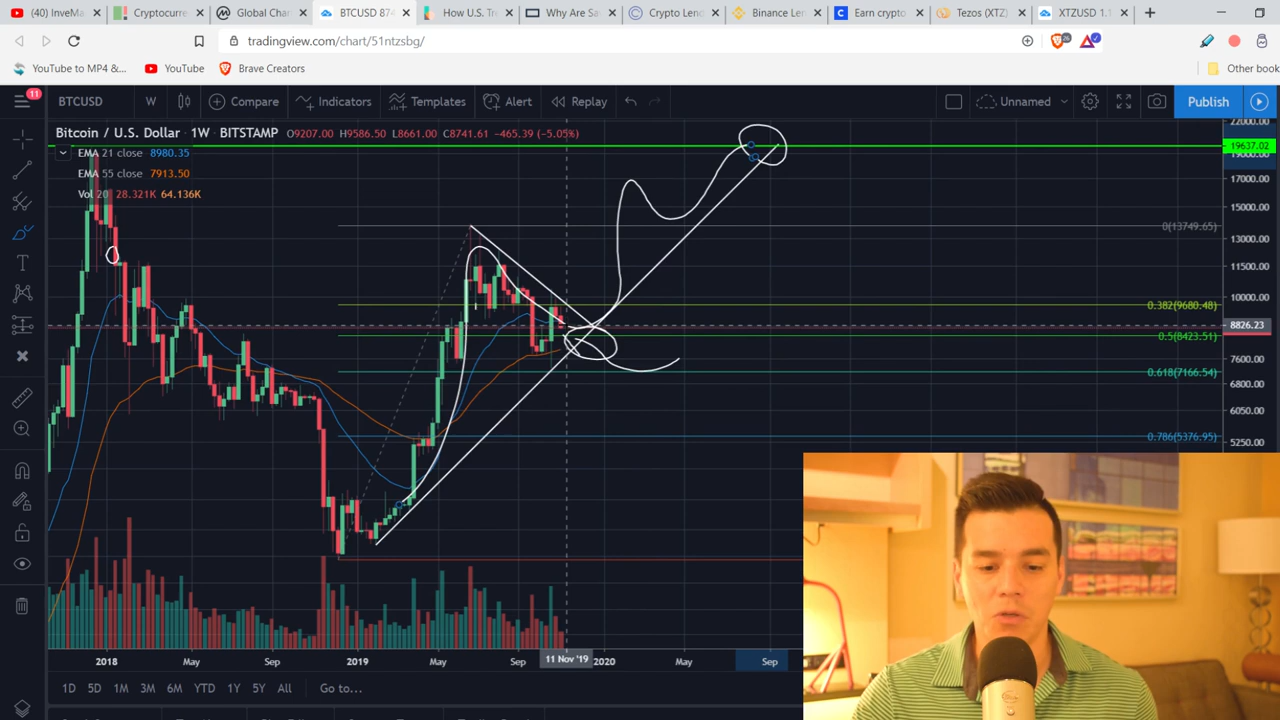 (40) InveMa
Cryptocurre
Global Char
BTCUSD 874
How U.S. Tr
Why Are Sa
Crypto Lend
Binance Len
Earn crypto
Tezos (XTZ)
XTZUSD 1.1
tradingview.com/chart/51ntzsbg/
26
YouTube to MP4 &...
YouTube
Brave Creators
Other book
11
BTCUSD
W
Compare
Indicators
Templates
Alert
Replay
Unnamed
Publish
Bitcoin / U.S. Dollar 1W BITSTAMP O9207.00 H9586.50 L8661.00 C8741.61 -465.39 (-5.05%)
EMA 21 close 8980.35
EMA 55 close 7913.50
Vol 20 28.321K 64.136K
22000.00
19637.02
19000.00
17000.00
15000.00
0(13749.65)
13000.00
11500.00
10000.00
0.382(9680.48)
8826.23
0.5(8423.51)
7600.00
0.618(7166.54)
6800.00
6050.00
0.786(5376.95)
5250.00
2018
May
Sep
2019
May
Sep
11 Nov '19
2020
May
Sep
1D 5D 1M 3M 6M YTD 1Y 5Y All Go to...